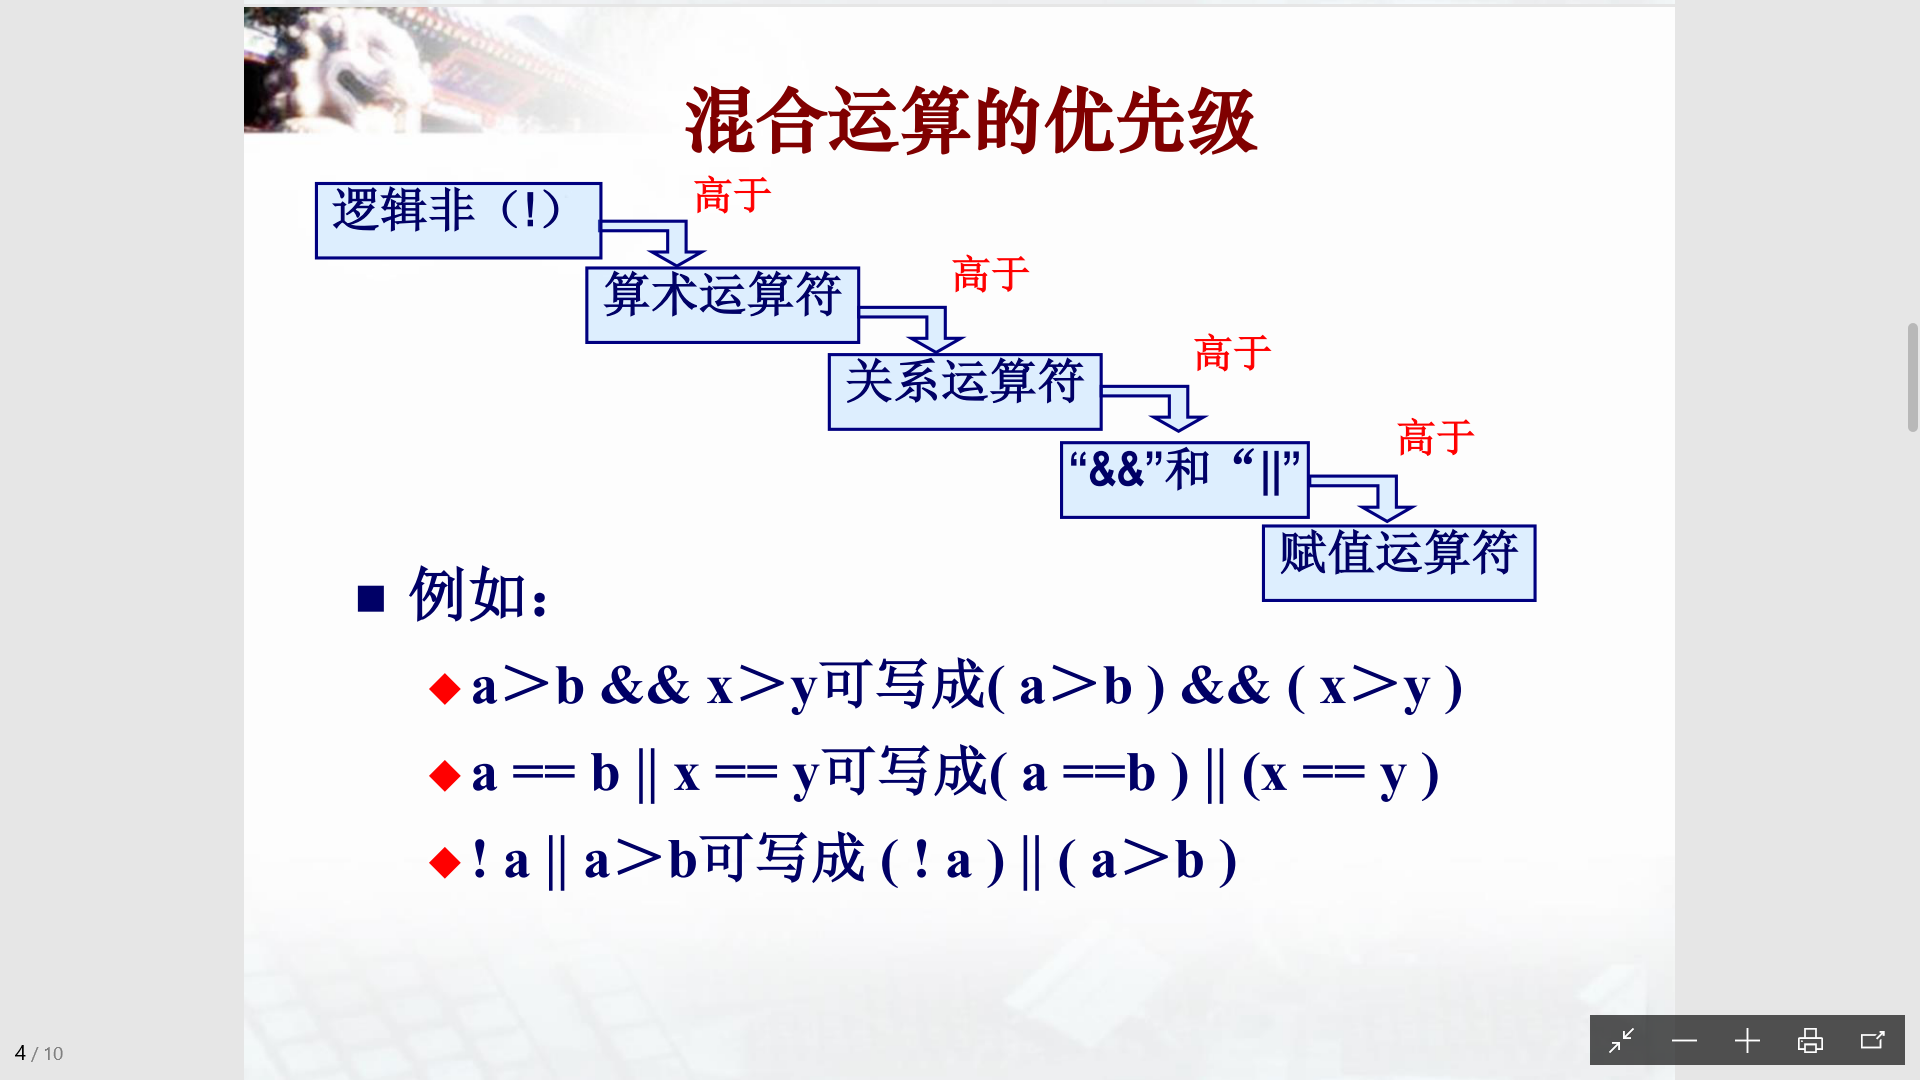 混合运算的优先级
逻辑非（!）
高于
算术运算符
高于
关系运算符
高于
“&&”和“||”
高于
赋值运算符
例如：
a＞b && x＞y可写成( a＞b ) && ( x＞y )
a == b || x == y可写成( a ==b ) || (x == y )
! a || a＞b可写成 ( ! a ) || ( a＞b )
4 / 10